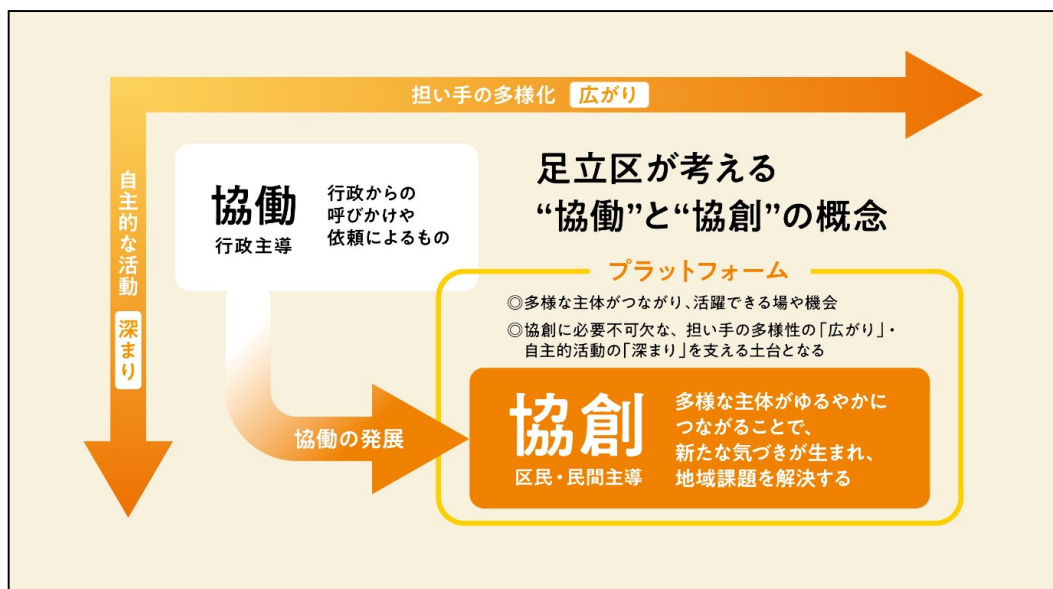 担い手の多様化 広がり
自主的な活動 深まり
足立区が考える
“協働”と“協創”の概念
協働
行政主導
行政からの
呼びかけや
依頼によるもの
プラットフォーム
◎多様な主体がつながり、活躍できる場や機会
◎協創に必要不可欠な、担い手の多様性の「広がり」・
自主的活動の「深まり」を支える土台となる
協働の発展
協創
区民・民間主導
多様な主体がゆるやかに
つながることで、
新たな気づきが生まれ、
地域課題を解決する